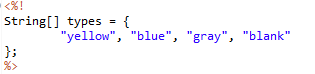 <%!
String[] types = {
        "yellow", "blue", "gray", "blank"
};
%>